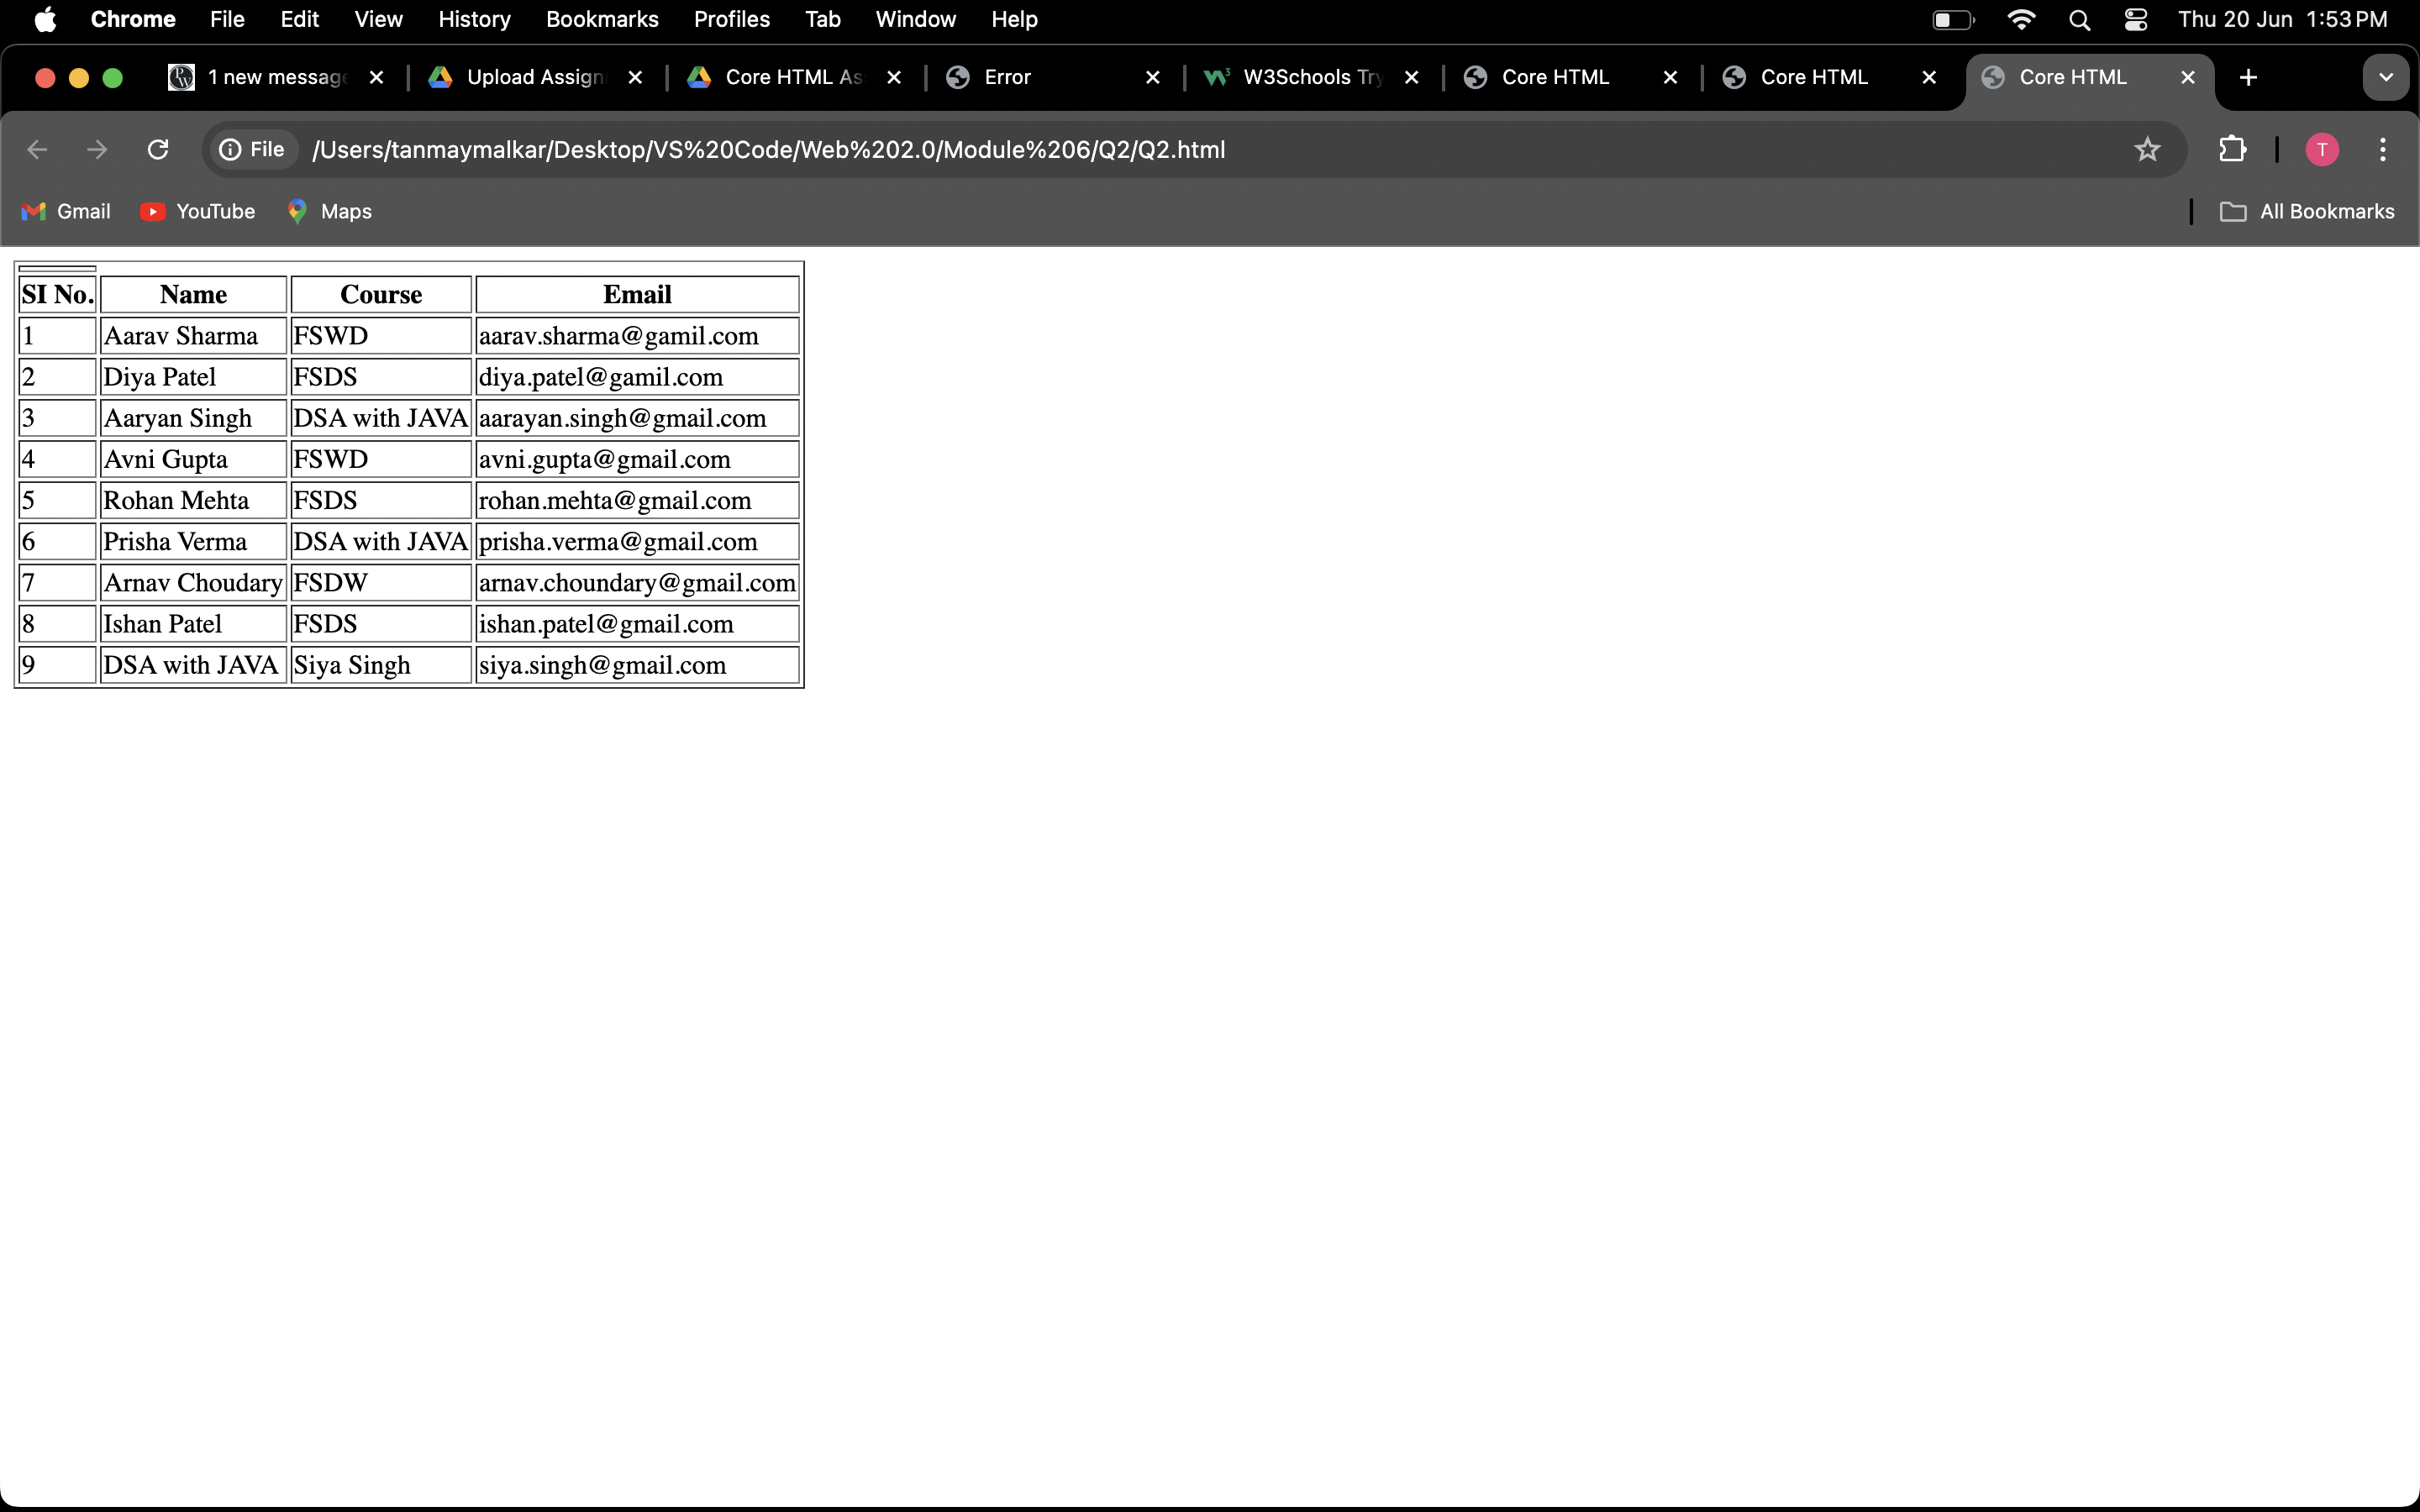 Chrome File Edit View History Bookmarks Profiles Tab Window Help Thu 20 Jun 1:53 PM
1 new message Upload Assign Core HTML As Error W3Schools Try Core HTML Core HTML Core HTML
File /Users/tanmaymalkar/Desktop/VS%20Code/Web%202.0/Module%206/Q2/Q2.html T
Gmail YouTube Maps All Bookmarks
SI No. Name Course Email
1 Aarav Sharma FSWD aarav.sharma@gamil.com
2 Diya Patel FSDS diya.patel@gamil.com
3 Aaryan Singh DSA with JAVA aarayan.singh@gmail.com
4 Avni Gupta FSWD avni.gupta@gmail.com
5 Rohan Mehta FSDS rohan.mehta@gmail.com
6 Prisha Verma DSA with JAVA prisha.verma@gmail.com
7 Arnav Choudary FSDW arnav.choundary@gmail.com
8 Ishan Patel FSDS ishan.patel@gmail.com
9 DSA with JAVA Siya Singh siya.singh@gmail.com